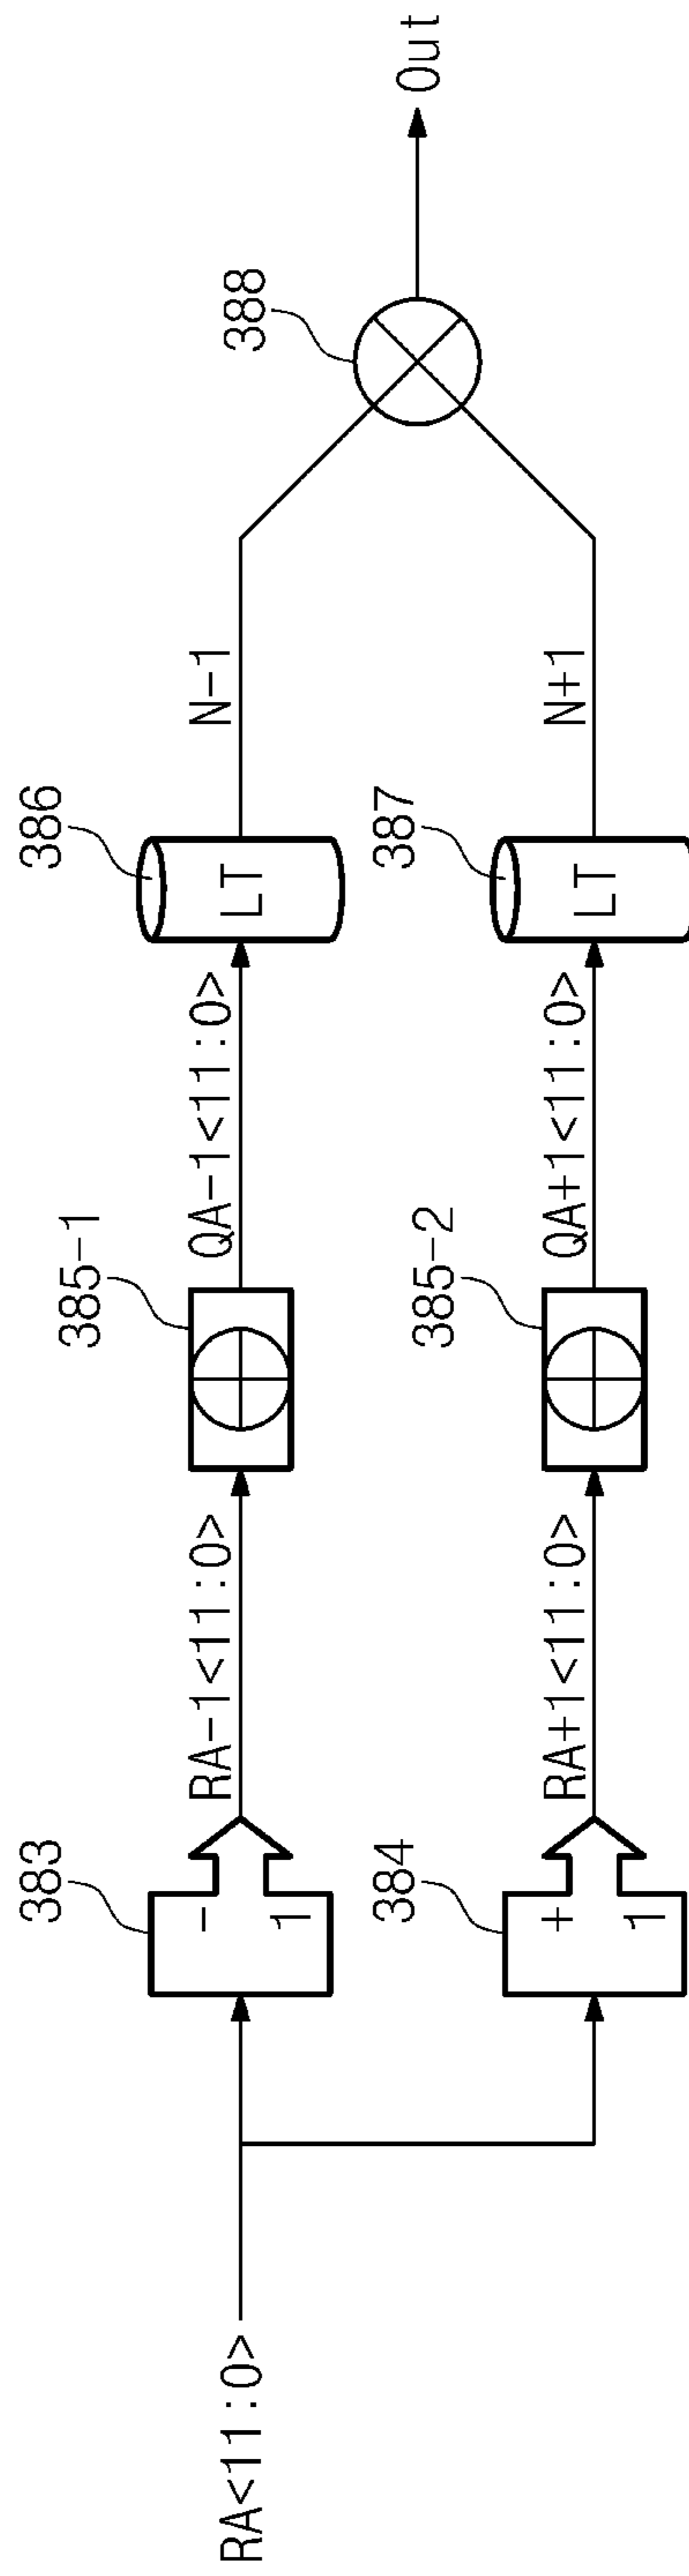 RA<11:0>
383
-
1
RA-1<11:0>
385-1
QA-1<11:0>
386
LT
N-1
384
+
1
RA+1<11:0>
385-2
QA+1<11:0>
387
LT
N+1
388
Out